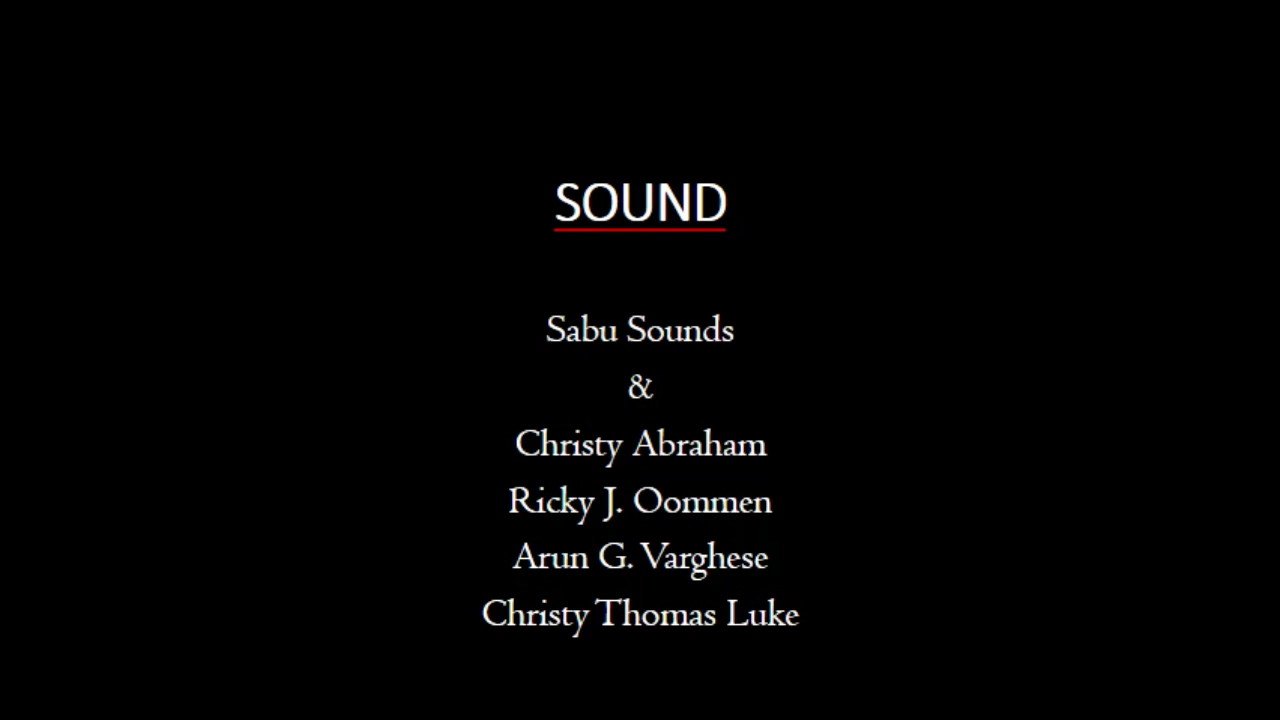 SOUND
Sabu Sounds
&
Christy Abraham
Ricky J. Oommen
Arun G. Varghese
Christy Thomas Luke